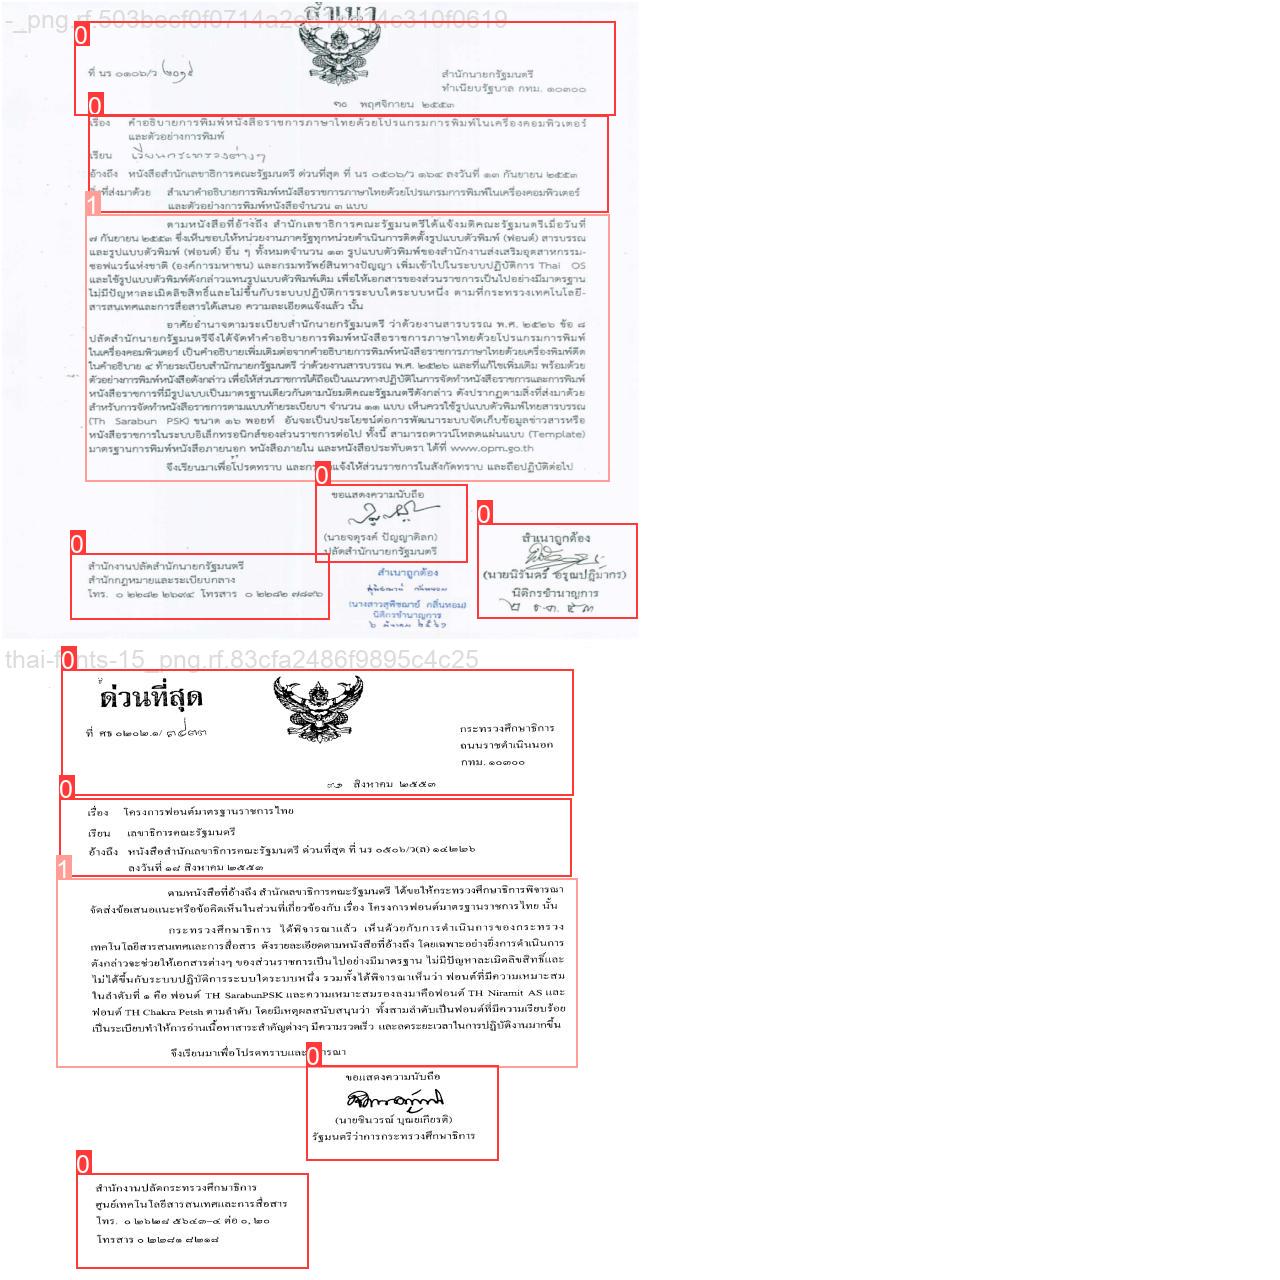 -_png.rf.503becf0f0714a2e
สำเนา
0
ที่ นร ๐๑๐๖/ว
สำนักนายกรัฐมนตรี
ทำเนียบรัฐบาล กทม. ๑๐๓๐๐
๓๐ พฤศจิกายน ๒๕๕๓
0
เรื่อง คำอธิบายการพิมพ์หนังสือราชการภาษาไทยด้วยโปรแกรมการพิมพ์ในเครื่องคอมพิวเตอร์
และตัวอย่างการพิมพ์
เรียน
อ้างถึง หนังสือสำนักเลขาธิการคณะรัฐมนตรี ด่วนที่สุด ที่ นร ๐๕๐๖/ว ๑๖๔ ลงวันที่ ๑๓ กันยายน ๒๕๕๓
สิ่งที่ส่งมาด้วย สำเนาคำอธิบายการพิมพ์หนังสือราชการภาษาไทยด้วยโปรแกรมการพิมพ์ในเครื่องคอมพิวเตอร์
และตัวอย่างการพิมพ์หนังสือจำนวน ๓ แบบ
1
ตามหนังสือที่อ้างถึง สำนักเลขาธิการคณะรัฐมนตรีได้แจ้งมติคณะรัฐมนตรีเมื่อวันที่
๗ กันยายน ๒๕๕๓ ซึ่งเห็นชอบให้หน่วยงานภาครัฐทุกหน่วยดำเนินการติดตั้งรูปแบบตัวพิมพ์ (ฟอนต์) สารบรรณ
และรูปแบบตัวพิมพ์ (ฟอนต์) อื่น ๆ ทั้งหมดจำนวน ๑๓ รูปแบบตัวพิมพ์ของสำนักงานส่งเสริมอุตสาหกรรม-
ซอฟแวร์แห่งชาติ (องค์การมหาชน) และกรมทรัพย์สินทางปัญญา เพิ่มเข้าไปในระบบปฏิบัติการ Thai OS
และใช้รูปแบบตัวพิมพ์ดังกล่าวแทนรูปแบบตัวพิมพ์เดิม เพื่อให้เอกสารของส่วนราชการเป็นไปอย่างมีมาตรฐาน
ไม่มีปัญหาละเมิดลิขสิทธิ์และไม่ขึ้นกับระบบปฏิบัติการระบบใดระบบหนึ่ง ตามที่กระทรวงเทคโนโลยี-
สารสนเทศและการสื่อสารได้เสนอ ความละเอียดแจ้งแล้ว นั้น
อาศัยอำนาจตามระเบียบสำนักนายกรัฐมนตรี ว่าด้วยงานสารบรรณ พ.ศ. ๒๕๒๖ ข้อ ๘
ปลัดสำนักนายกรัฐมนตรีจึงได้จัดทำคำอธิบายการพิมพ์หนังสือราชการภาษาไทยด้วยโปรแกรมการพิมพ์
ในเครื่องคอมพิวเตอร์ เป็นคำอธิบายเพิ่มเติมต่อจากคำอธิบายการพิมพ์หนังสือราชการภาษาไทยด้วยเครื่องพิมพ์ดีด
ในคำอธิบาย ๔ ท้ายระเบียบสำนักนายกรัฐมนตรี ว่าด้วยงานสารบรรณ พ.ศ. ๒๕๒๖ และที่แก้ไขเพิ่มเติม พร้อมด้วย
ตัวอย่างการพิมพ์หนังสือดังกล่าว เพื่อให้ส่วนราชการได้ถือเป็นแนวทางปฏิบัติในการจัดทำหนังสือราชการและการพิมพ์
หนังสือราชการที่มีรูปแบบเป็นมาตรฐานเดียวกันตามนัยมติคณะรัฐมนตรีดังกล่าว ดังปรากฏตามสิ่งที่ส่งมาด้วย
สำหรับการจัดทำหนังสือราชการตามแบบท้ายระเบียบฯ จำนวน ๑๑ แบบ เห็นควรใช้รูปแบบตัวพิมพ์ไทยสารบรรณ
(Th Sarabun PSK) ขนาด ๑๖ พอยท์ อันจะเป็นประโยชน์ต่อการพัฒนาระบบจัดเก็บข้อมูลข่าวสารหรือ
หนังสือราชการในระบบอิเล็กทรอนิกส์ของส่วนราชการต่อไป ทั้งนี้ สามารถดาวน์โหลดแผ่นแบบ (Template)
มาตรฐานการพิมพ์หนังสือภายนอก หนังสือภายใน และหนังสือประทับตรา ได้ที่ www.opm.go.th
จึงเรียนมาเพื่อโปรดทราบ และกรุณาแจ้งให้ส่วนราชการในสังกัดทราบ และถือปฏิบัติต่อไป
0
ขอแสดงความนับถือ
(นายจตุรงค์ ปัญญาดิลก)
ปลัดสำนักนายกรัฐมนตรี
0
สำเนาถูกต้อง
(นายนิรันดร์ อรุณปฏิมากร)
นิติกรชำนาญการ
๒ ธ.ค. ๕๓
0
สำนักงานปลัดสำนักนายกรัฐมนตรี
สำนักกฎหมายและระเบียบกลาง
โทร. ๐ ๒๒๘๒ ๒๖๙๔ โทรสาร ๐ ๒๒๘๒ ๗๘๙๖
สำเนาถูกต้อง
(นางสาวสุพิชฌาย์ กลิ่นหอม)
นิติกรชำนาญการ
thai-fonts-15_png.rf.83cfa2486f9895c4c25
0
ด่วนที่สุด
ที่ ศธ ๐๒๐๒.๑/ ๓๔๓๓
กระทรวงศึกษาธิการ
ถนนราชดำเนินนอก
กทม. ๑๐๓๐๐
สิงหาคม ๒๕๕๓
0
เรื่อง โครงการฟอนต์มาตรฐานราชการไทย
เรียน เลขาธิการคณะรัฐมนตรี
อ้างถึง หนังสือสำนักเลขาธิการคณะรัฐมนตรี ด่วนที่สุด ที่ นร ๐๕๐๖/ว(ล) ๑๔๒๒๖
ลงวันที่ ๑๘ สิงหาคม ๒๕๕๓
1
ตามหนังสือที่อ้างถึง สำนักเลขาธิการคณะรัฐมนตรี ได้ขอให้กระทรวงศึกษาธิการพิจารณา
จัดส่งข้อเสนอแนะหรือข้อคิดเห็นในส่วนที่เกี่ยวข้องกับ เรื่อง โครงการฟอนต์มาตรฐานราชการไทย นั้น
กระทรวงศึกษาธิการ ได้พิจารณาแล้ว เห็นด้วยกับการดำเนินการของกระทรวง
เทคโนโลยีสารสนเทศและการสื่อสาร ดังรายละเอียดตามหนังสือที่อ้างถึง โดยเฉพาะอย่างยิ่งการดำเนินการ
ดังกล่าวจะช่วยให้เอกสารต่างๆ ของส่วนราชการเป็นไปอย่างมีมาตรฐาน ไม่มีปัญหาละเมิดลิขสิทธิ์และ
ไม่ได้ขึ้นกับระบบปฏิบัติการระบบใดระบบหนึ่ง รวมทั้งได้พิจารณาเห็นว่า ฟอนต์ที่มีความเหมาะสม
ในลำดับที่ ๑ คือ ฟอนต์ TH SarabunPSK และความเหมาะสมรองลงมาคือฟอนต์ TH Niramit AS และ
ฟอนต์ TH Chakra Petsh ตามลำดับ โดยมีเหตุผลสนับสนุนว่า ทั้งสามลำดับเป็นฟอนต์ที่มีความเรียบร้อย
เป็นระเบียบทำให้การอ่านเนื้อหาสาระสำคัญต่างๆ มีความรวดเร็ว และลดระยะเวลาในการปฏิบัติงานมากขึ้น
จึงเรียนมาเพื่อโปรดทราบและพิจารณา
0
ขอแสดงความนับถือ
(นายชินวรณ์ บุณยเกียรติ)
รัฐมนตรีว่าการกระทรวงศึกษาธิการ
0
สำนักงานปลัดกระทรวงศึกษาธิการ
ศูนย์เทคโนโลยีสารสนเทศและการสื่อสาร
โทร. ๐ ๒๖๒๘ ๕๖๔๓-๔ ต่อ ๐, ๒๐
โทรสาร ๐ ๒๒๘๑ ๘๒๑๘